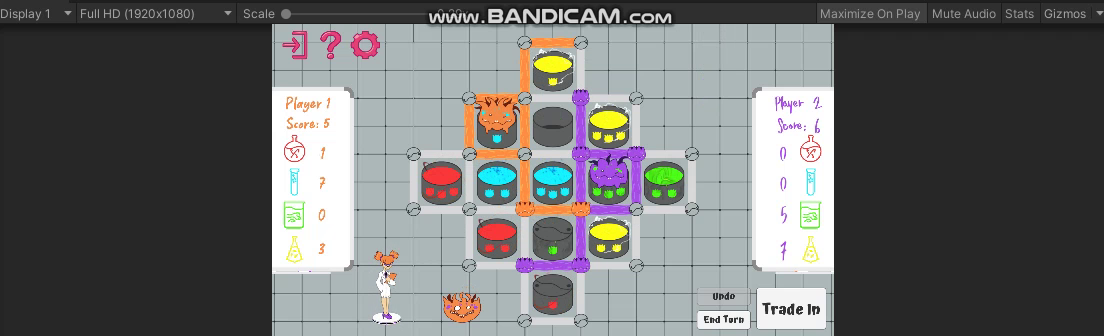 Display 1 Full HD (1920x1080) Scale www.BANDICAM.com Maximize On Play Mute Audio Stats Gizmos
?
Player 1
Score: 5
1
7
0
3
Player 2
Score: 6
0
0
5
7
Undo
End Turn
Trade In